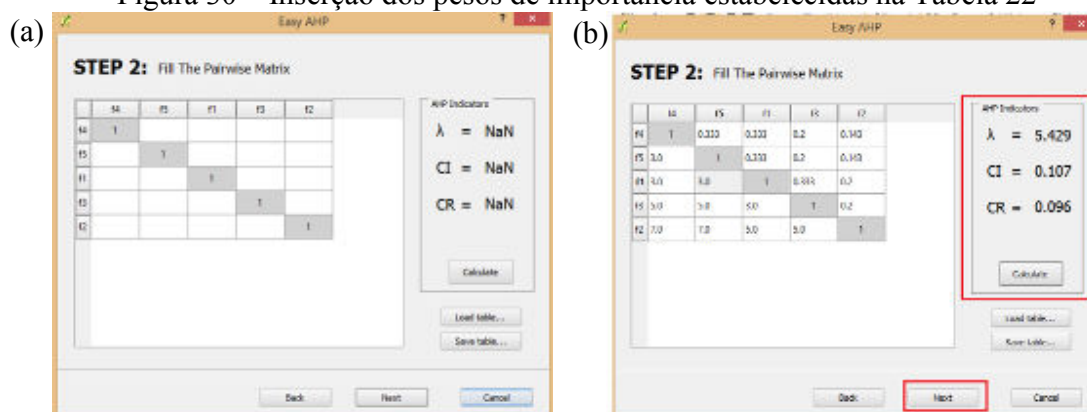 Figura 50 – Inserção dos pesos de importância estabelecidas na Tabela 22
(a)
Easy AHP
?
STEP 2: Fill The Pairwise Matrix
f4 f5 f1 f3 f2
f4 1
f5 1
f1 1
f3 1
f2 1
AHP Indicators
λ = NaN
CI = NaN
CR = NaN
Calculate
Load table...
Save table...
Back Next Cancel
(b)
Easy AHP
?
STEP 2: Fill The Pairwise Matrix
f4 f5 f1 f3 f2
f4 1 0.333 0.333 0.2 0.143
f5 3.0 1 0.333 0.2 0.143
f1 3.0 3.0 1 0.333 0.2
f3 5.0 5.0 3.0 1 0.2
f2 7.0 7.0 5.0 5.0 1
AHP Indicators
λ = 5.429
CI = 0.107
CR = 0.096
Calculate
Load table...
Save table...
Back Next Cancel